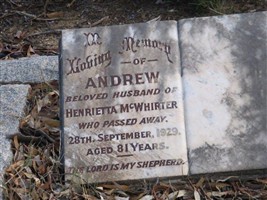 In
Loving Memory
OF
ANDREW
BELOVED HUSBAND OF
HENRIETTA McWHIRTER
WHO PASSED AWAY
28TH. SEPTEMBER, 1929.
AGED 81 YEARS.
THE LORD IS MY SHEPHERD.